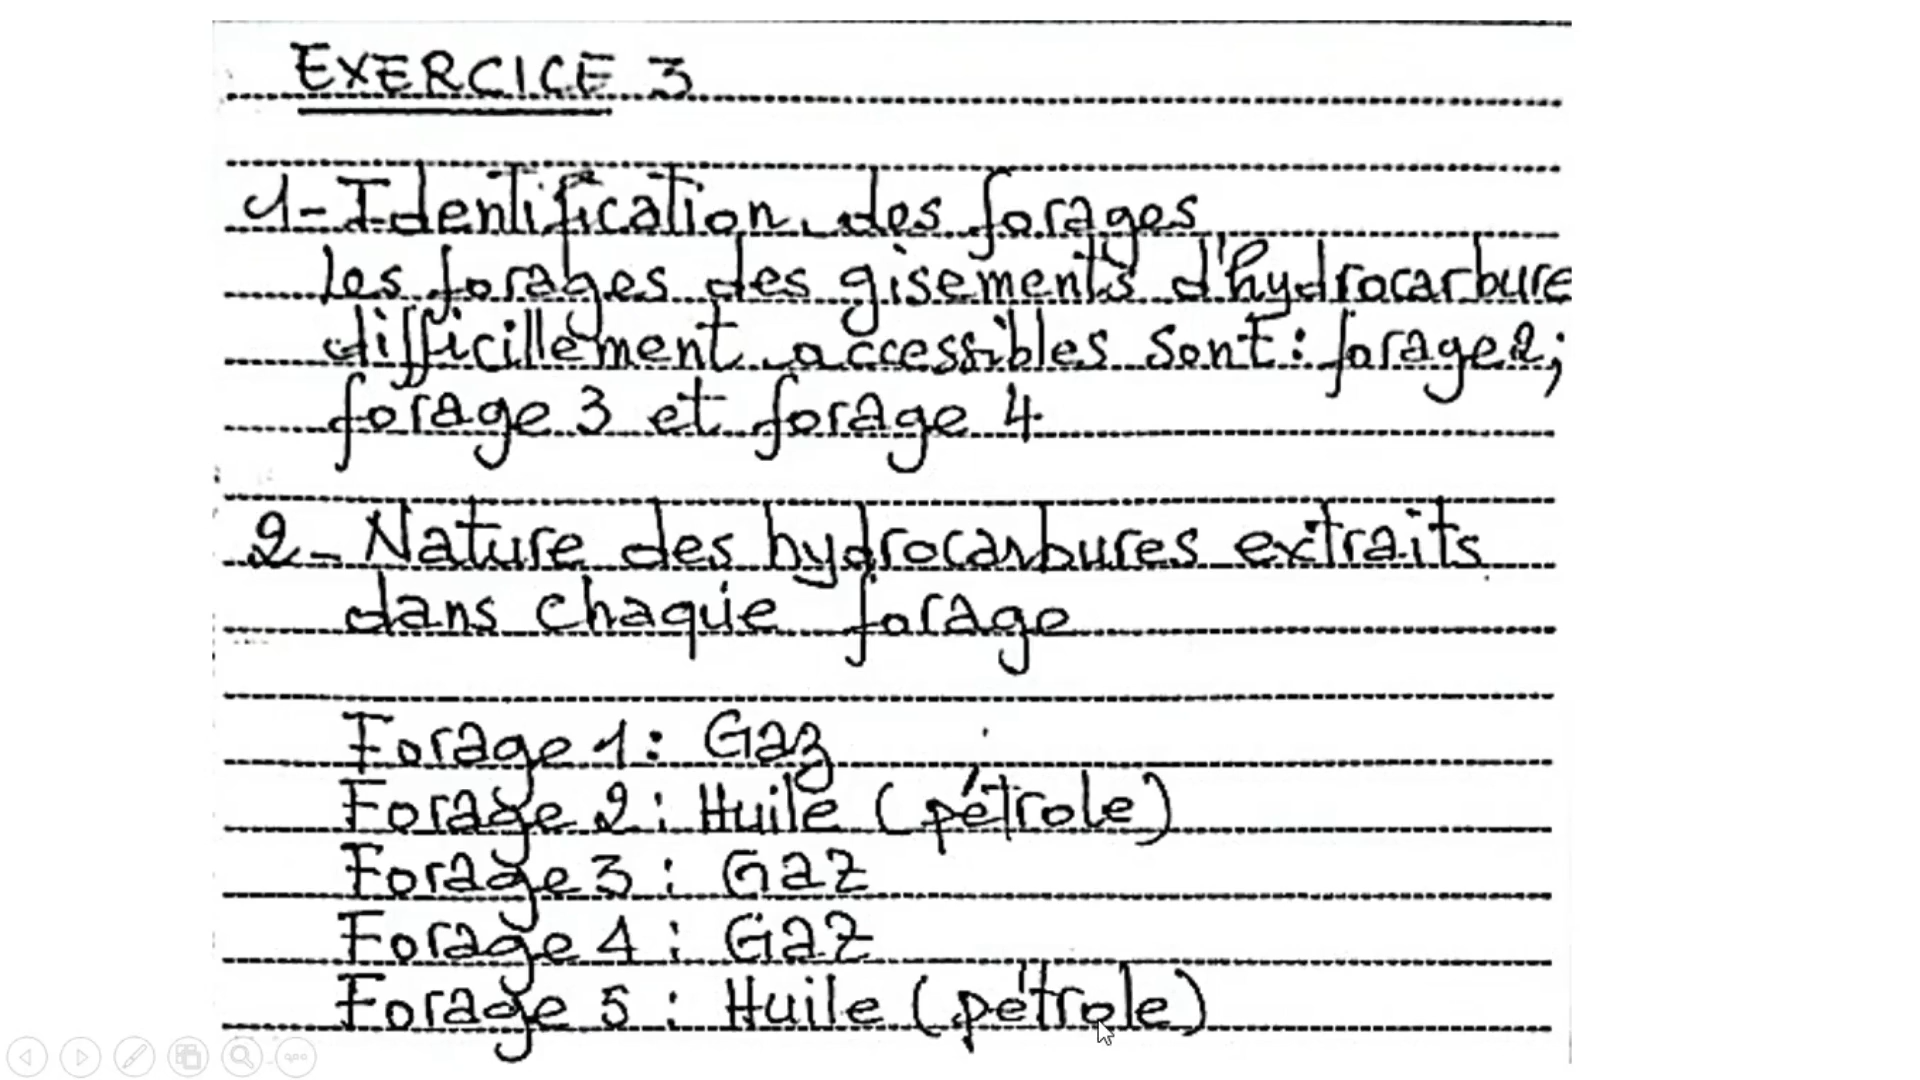 EXERCICE 3
1- Identification des forages
Les forages des gisements d'hydrocarbure
difficillement accessibles sont : forage 2 ;
forage 3 et forage 4
2- Nature des hydrocarbures extraits
dans chaque forage
Forage 1 : Gaz
Forage 2 : Huile (pétrole)
Forage 3 : Gaz
Forage 4 : Gaz
Forage 5 : Huile (pétrole)